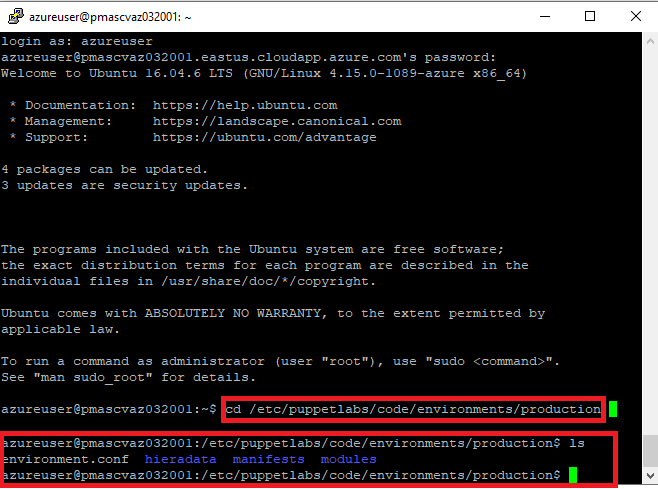 azureuser@pmascvaz032001: ~
login as: azureuser
azureuser@pmascvaz032001.eastus.cloudapp.azure.com's password:
Welcome to Ubuntu 16.04.6 LTS (GNU/Linux 4.15.0-1089-azure x86_64)
* Documentation:  https://help.ubuntu.com
* Management:     https://landscape.canonical.com
* Support:        https://ubuntu.com/advantage
4 packages can be updated.
3 updates are security updates.
The programs included with the Ubuntu system are free software;
the exact distribution terms for each program are described in the
individual files in /usr/share/doc/*/copyright.
Ubuntu comes with ABSOLUTELY NO WARRANTY, to the extent permitted by
applicable law.
To run a command as administrator (user "root"), use "sudo <command>".
See "man sudo_root" for details.
azureuser@pmascvaz032001:~$ cd /etc/puppetlabs/code/environments/production
azureuser@pmascvaz032001:/etc/puppetlabs/code/environments/production$ ls
environment.conf  hieradata  manifests  modules
azureuser@pmascvaz032001:/etc/puppetlabs/code/environments/production$